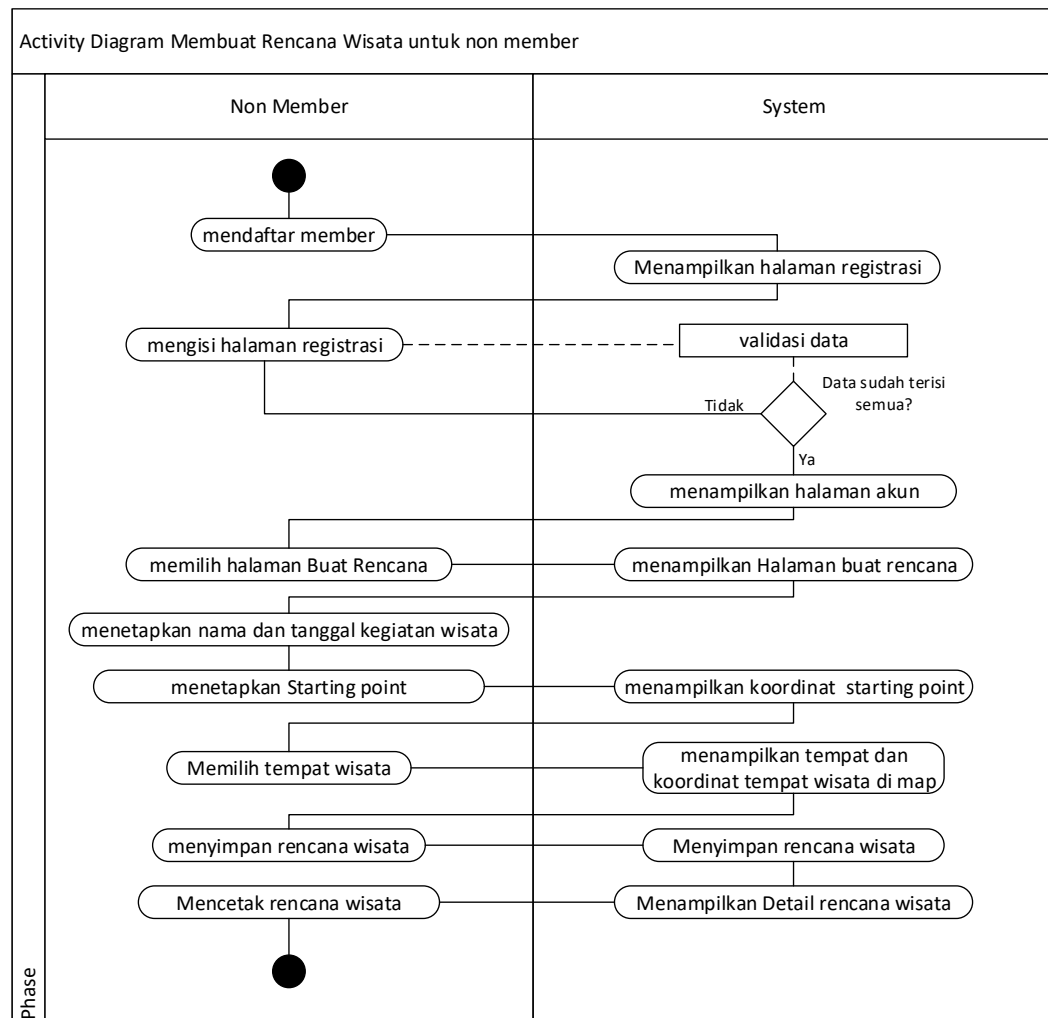 Activity Diagram Membuat Rencana Wisata untuk non member
Non Member
System
mendaftar member
Menampilkan halaman registrasi
mengisi halaman registrasi
validasi data
Data sudah terisi
semua?
Tidak
Ya
menampilkan halaman akun
memilih halaman Buat Rencana
menampilkan Halaman buat rencana
menetapkan nama dan tanggal kegiatan wisata
menetapkan Starting point
menampilkan koordinat starting point
Memilih tempat wisata
menampilkan tempat dan
koordinat tempat wisata di map
menyimpan rencana wisata
Menyimpan rencana wisata
Mencetak rencana wisata
Menampilkan Detail rencana wisata
Phase